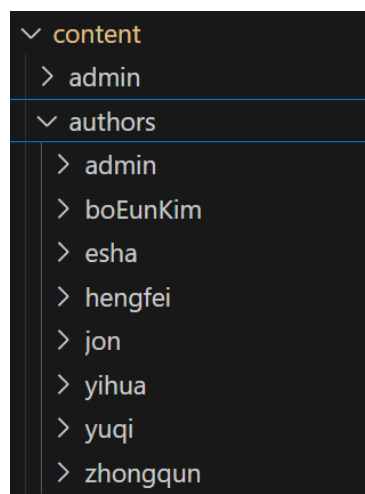 content
admin
authors
admin
boEunKim
esha
hengfei
jon
yihua
yuqi
zhongqun